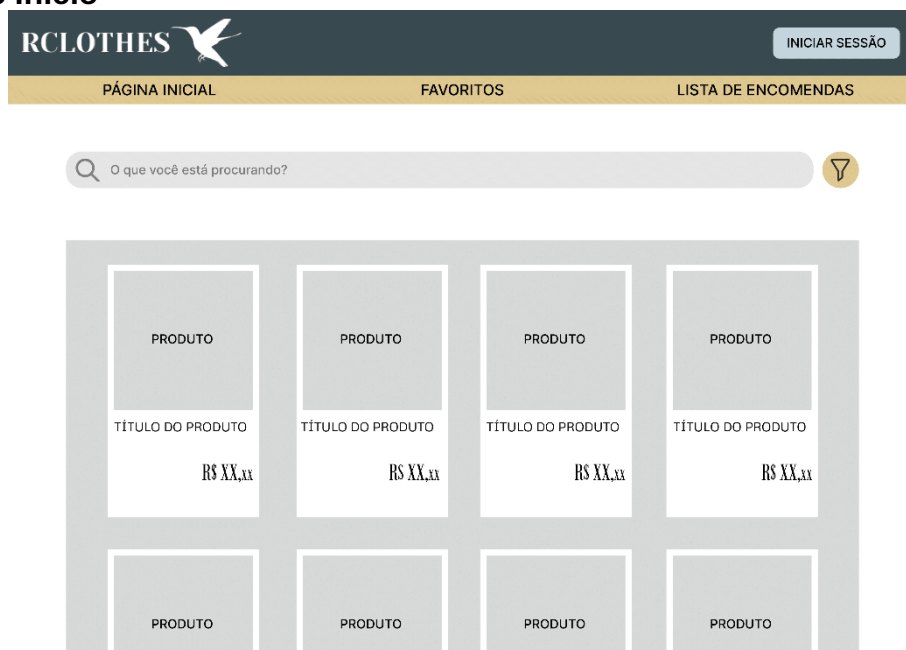 Início
RCLOTHES
INICIAR SESSÃO
PÁGINA INICIAL FAVORITOS LISTA DE ENCOMENDAS
O que você está procurando?
PRODUTO PRODUTO PRODUTO PRODUTO
TÍTULO DO PRODUTO TÍTULO DO PRODUTO TÍTULO DO PRODUTO TÍTULO DO PRODUTO
R$ XX,xx R$ XX,xx R$ XX,xx R$ XX,xx
PRODUTO PRODUTO PRODUTO PRODUTO